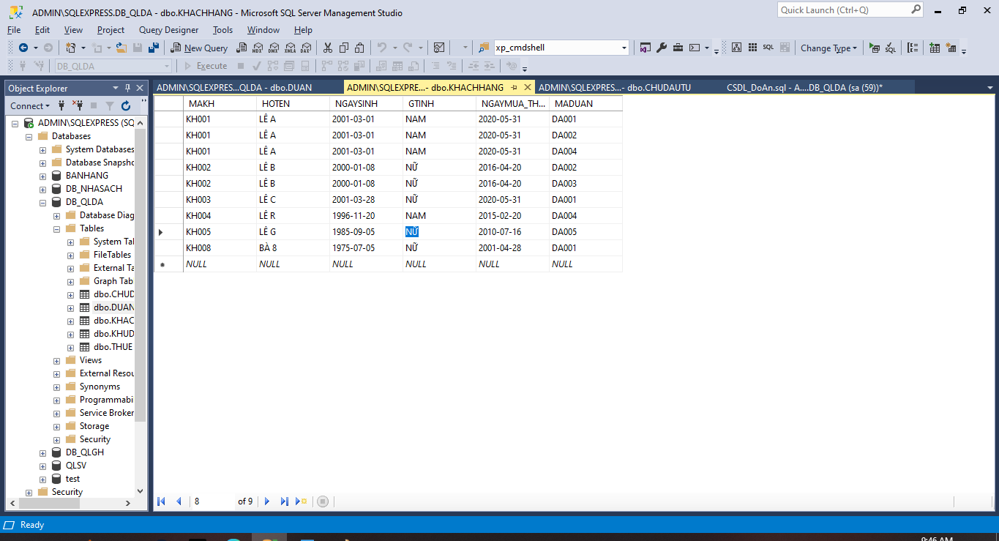 ADMIN\SQLEXPRESS.DB_QLDA - dbo.KHACHHANG - Microsoft SQL Server Management Studio
Quick Launch (Ctrl+Q)
File Edit View Project Query Designer Tools Window Help
New Query MDX DMX XMLA DAX xp_cmdshell SQL Change Type SQL
DB_QLDA Execute
Object Explorer
Connect
ADMIN\SQLEXPRESS (SQ
Databases
System Databases
Database Snapsho
BANHANG
DB_NHASACH
DB_QLDA
Database Diag
Tables
System Tal
FileTables
External Ta
Graph Tab
dbo.CHUD
dbo.DUAN
dbo.KHAC
dbo.KHUD
dbo.THUE
Views
External Resou
Synonyms
Programmabi
Service Broker
Storage
Security
DB_QLGH
QLSV
test
Security
ADMIN\SQLEXPRES...QLDA - dbo.DUAN ADMIN\SQLEXPRE...- dbo.KHACHHANG ADMIN\SQLEXPRES...- dbo.CHUDAUTU CSDL_DoAn.sql - A....DB_QLDA (sa (59))*
MAKH HOTEN NGAYSINH GTINH NGAYMUA_TH... MADUAN
KH001 LÊ A 2001-03-01 NAM 2020-05-31 DA001
KH001 LÊ A 2001-03-01 NAM 2020-05-31 DA002
KH001 LÊ A 2001-03-01 NAM 2020-05-31 DA004
KH002 LÊ B 2000-01-08 NỮ 2016-04-20 DA002
KH002 LÊ B 2000-01-08 NỮ 2016-04-20 DA003
KH003 LÊ C 2001-03-28 NỮ 2020-05-31 DA001
KH004 LÊ R 1996-11-20 NAM 2015-02-20 DA004
KH005 LÊ G 1985-09-05 NỮ 2010-07-16 DA005
KH008 BÀ 8 1975-07-05 NỮ 2001-04-28 DA001
NULL NULL NULL NULL NULL NULL
8 of 9
Ready
9:46 AM